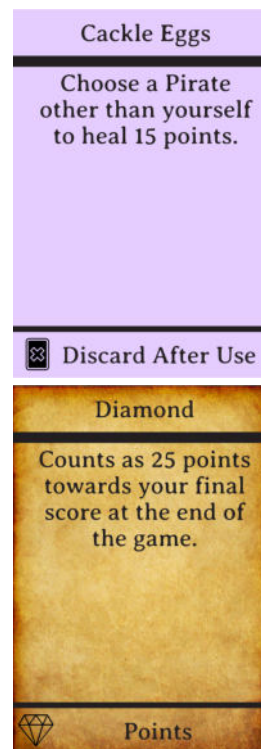 Cackle Eggs
Choose a Pirate
other than yourself
to heal 15 points.
Discard After Use
Diamond
Counts as 25 points
towards your final
score at the end of
the game.
Points